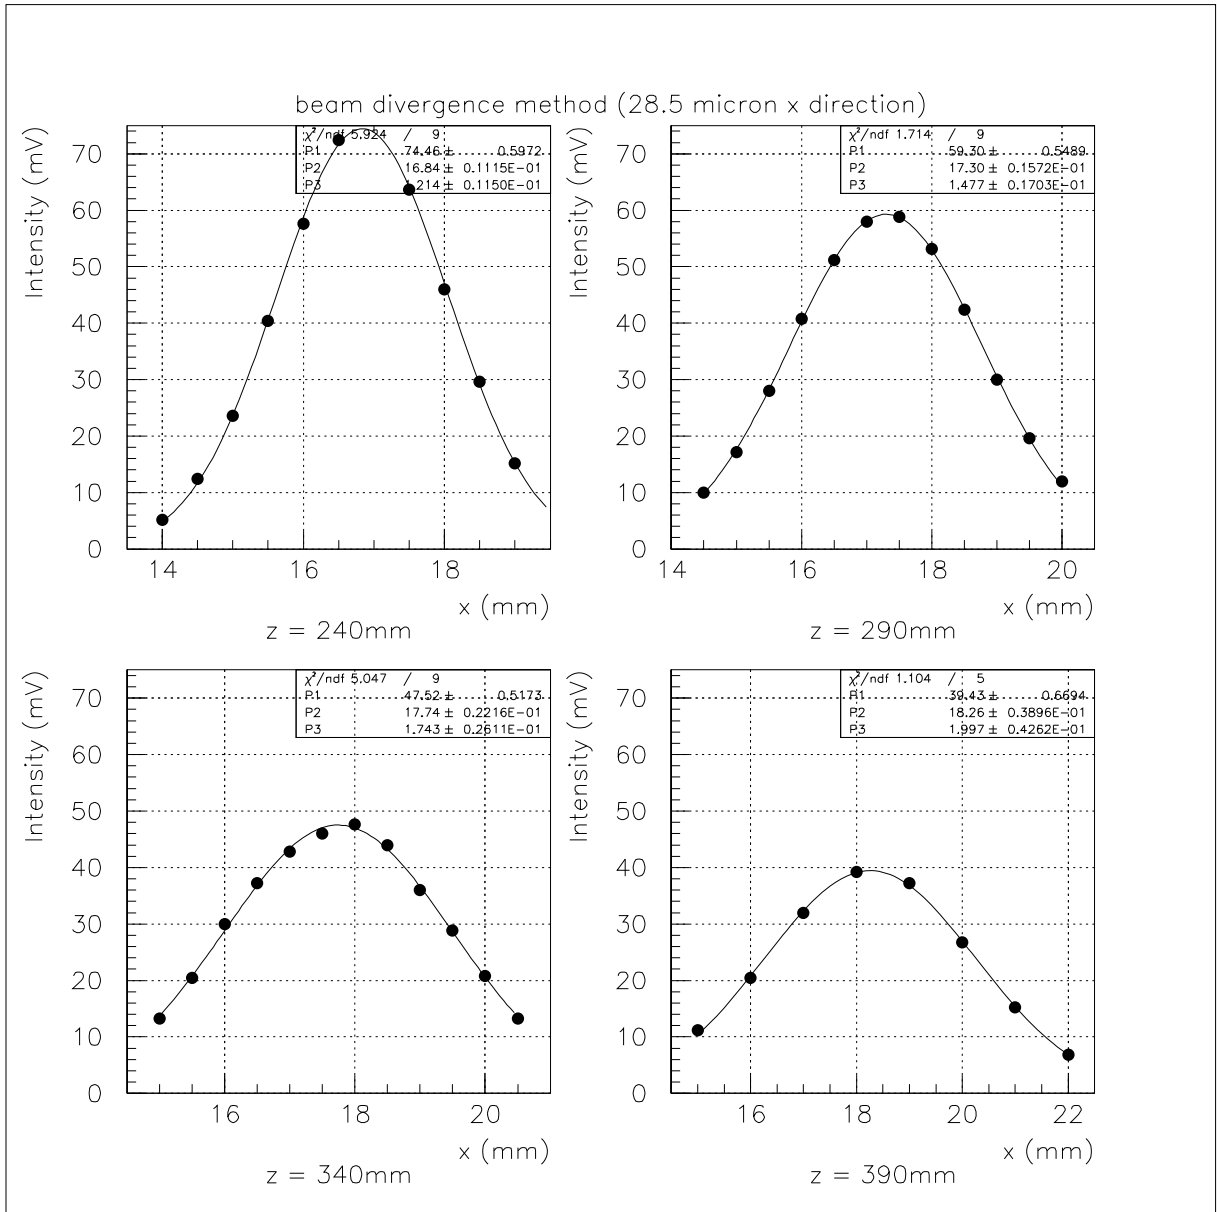 beam divergence method (28.5 micron x direction)
Intensity (mV)
70
60
50
40
30
20
10
0
χ²/ndf 5.924 / 9
P1 74.46 ± 0.5972
P2 16.84 ± 0.1115E-01
P3 1.214 ± 0.1150E-01
14 16 18
x (mm)
z = 240mm
Intensity (mV)
70
60
50
40
30
20
10
0
χ²/ndf 1.714 / 9
P1 59.30 ± 0.5489
P2 17.30 ± 0.1572E-01
P3 1.477 ± 0.1703E-01
14 16 18 20
x (mm)
z = 290mm
Intensity (mV)
70
60
50
40
30
20
10
0
χ²/ndf 5.047 / 9
P1 47.52 ± 0.5173
P2 17.74 ± 0.2216E-01
P3 1.743 ± 0.2611E-01
16 18 20
x (mm)
z = 340mm
Intensity (mV)
70
60
50
40
30
20
10
0
χ²/ndf 1.104 / 5
P1 39.43 ± 0.6694
P2 18.26 ± 0.3896E-01
P3 1.997 ± 0.4262E-01
16 18 20 22
x (mm)
z = 390mm